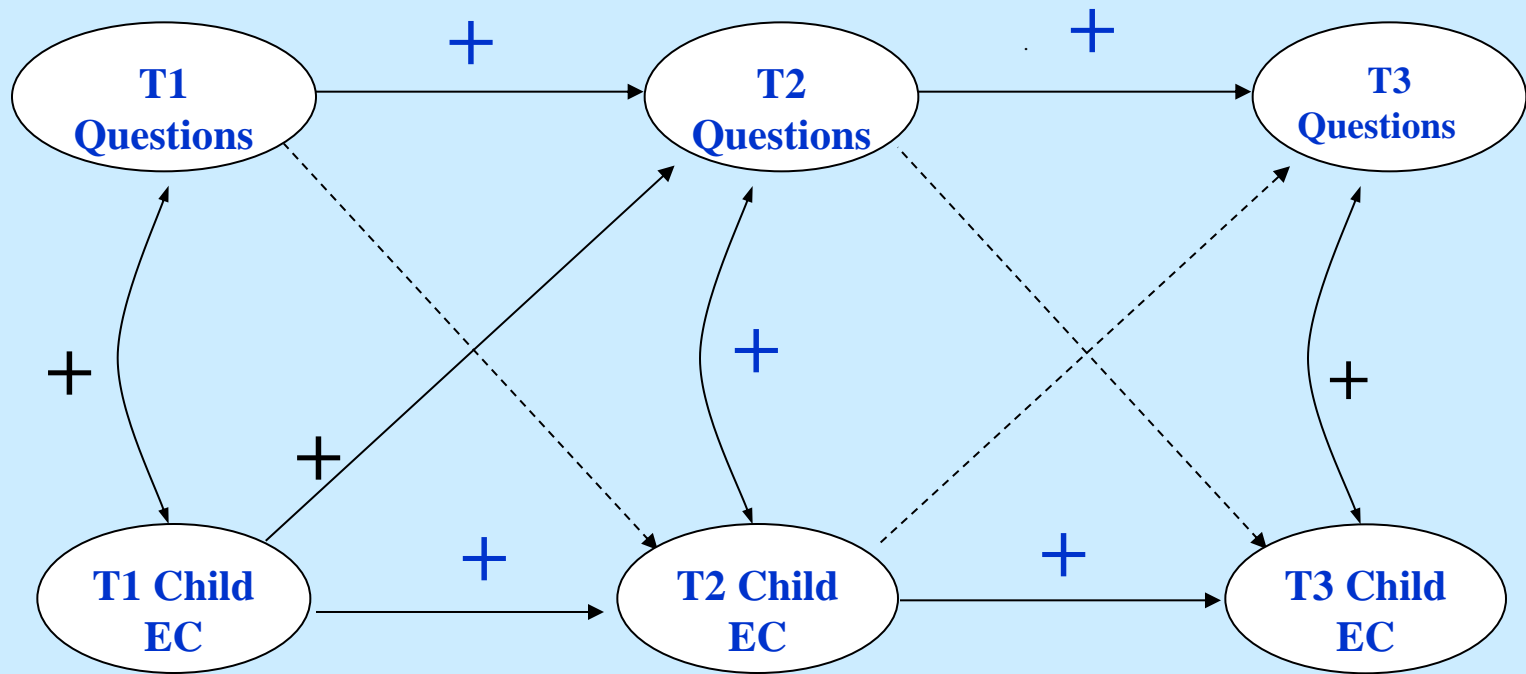 +
+
T1
Questions
T2
Questions
T3
Questions
+
+
+
+
+
+
T1 Child
EC
T2 Child
EC
T3 Child
EC